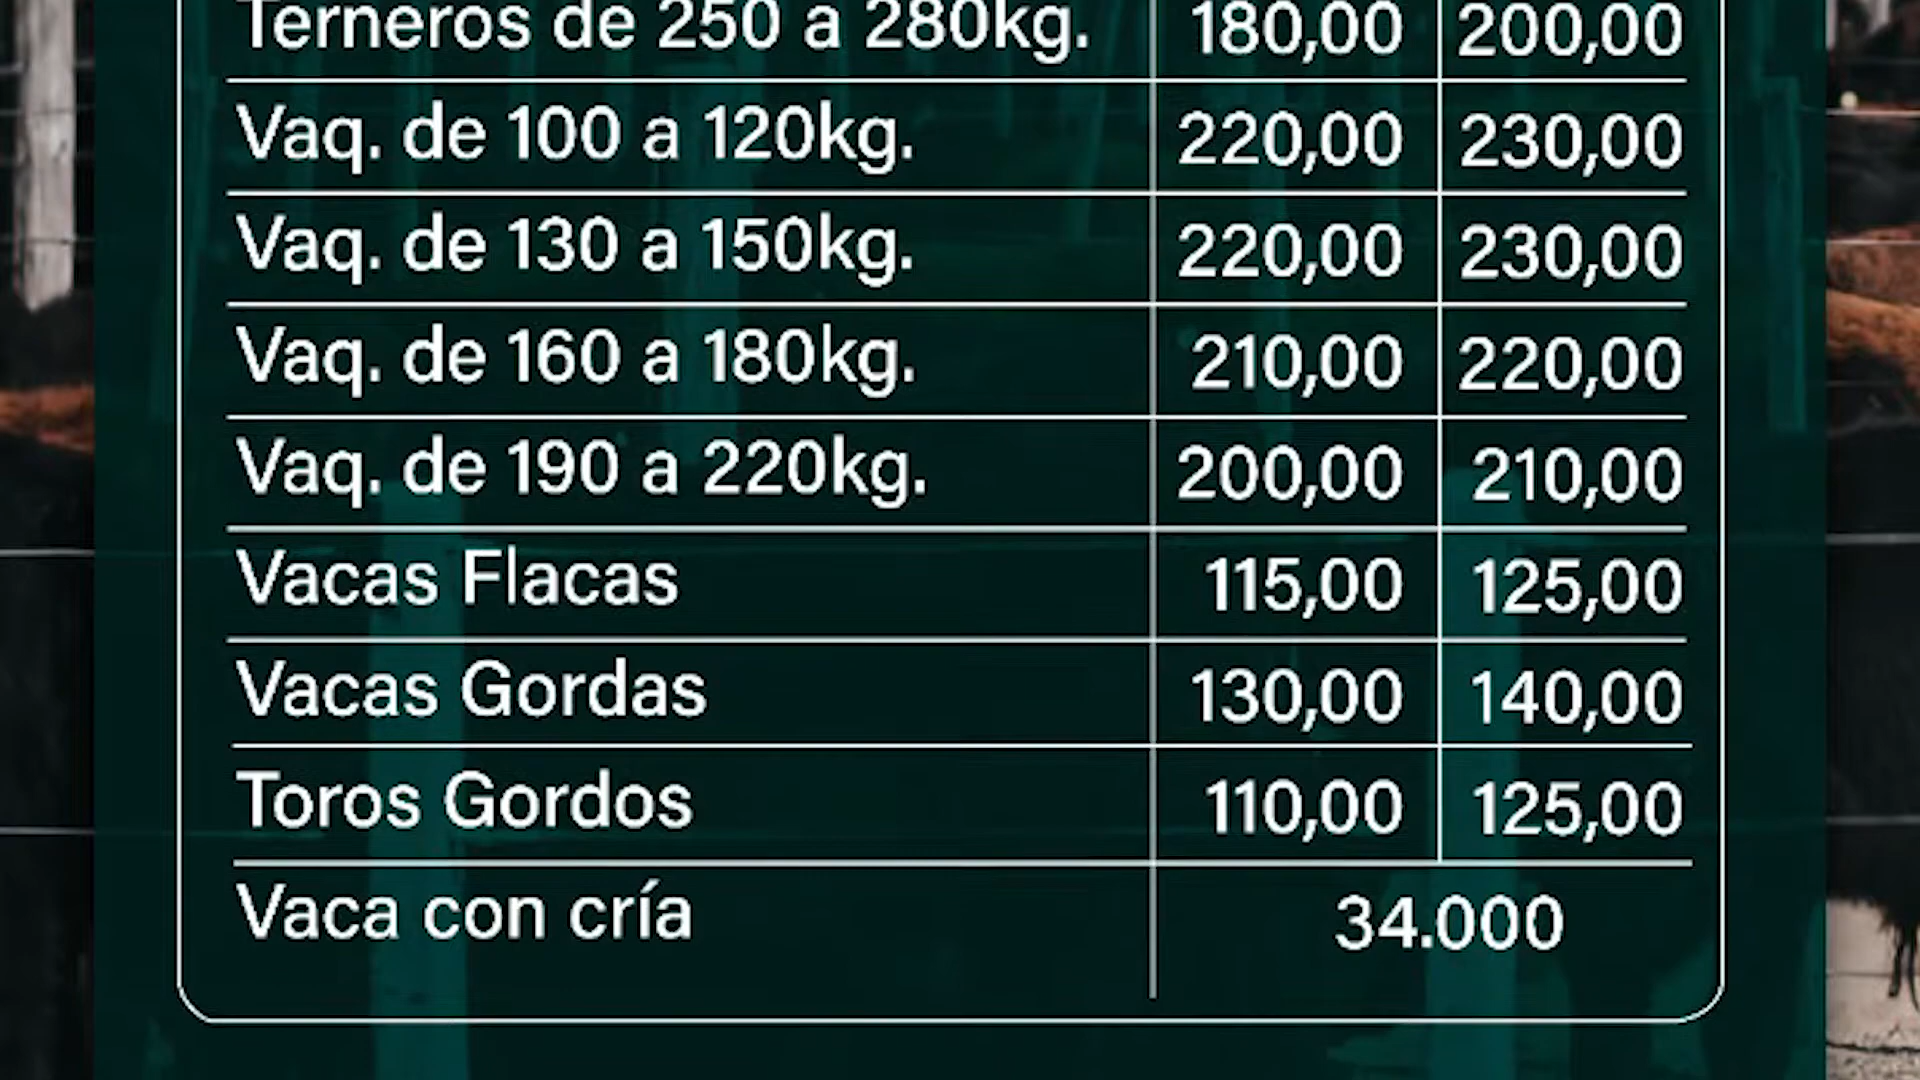 Terneros de 250 a 280kg. 180,00 200,00
Vaq. de 100 a 120kg. 220,00 230,00
Vaq. de 130 a 150kg. 220,00 230,00
Vaq. de 160 a 180kg. 210,00 220,00
Vaq. de 190 a 220kg. 200,00 210,00
Vacas Flacas 115,00 125,00
Vacas Gordas 130,00 140,00
Toros Gordos 110,00 125,00
Vaca con cría 34.000